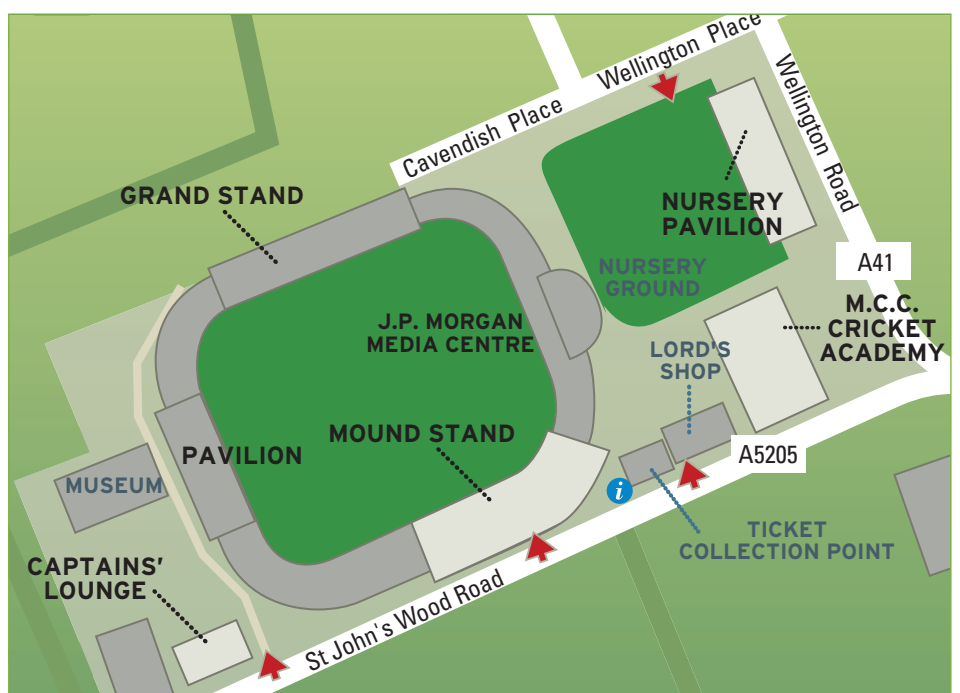 Wellington Place
Cavendish Place
Wellington Road
GRAND STAND
NURSERY
PAVILION
A41
NURSERY
GROUND
M.C.C.
CRICKET
ACADEMY
J.P. MORGAN
MEDIA CENTRE
LORD'S
SHOP
MOUND STAND
PAVILION
A5205
MUSEUM
i
TICKET
COLLECTION POINT
CAPTAINS’
LOUNGE
St John's Wood Road